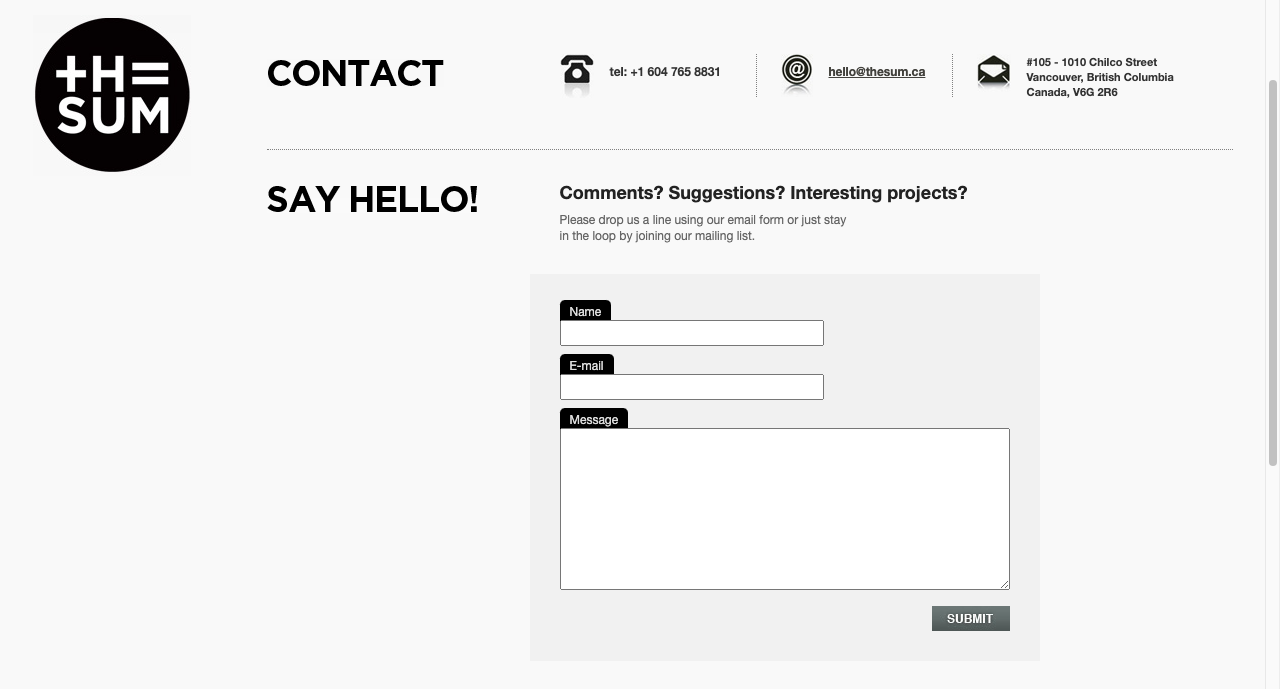 THE
SUM
CONTACT
tel: +1 604 765 8831
hello@thesum.ca
#105 - 1010 Chilco Street
Vancouver, British Columbia
Canada, V6G 2R6
SAY HELLO!
Comments? Suggestions? Interesting projects?
Please drop us a line using our email form or just stay
in the loop by joining our mailing list.
Name
E-mail
Message
SUBMIT